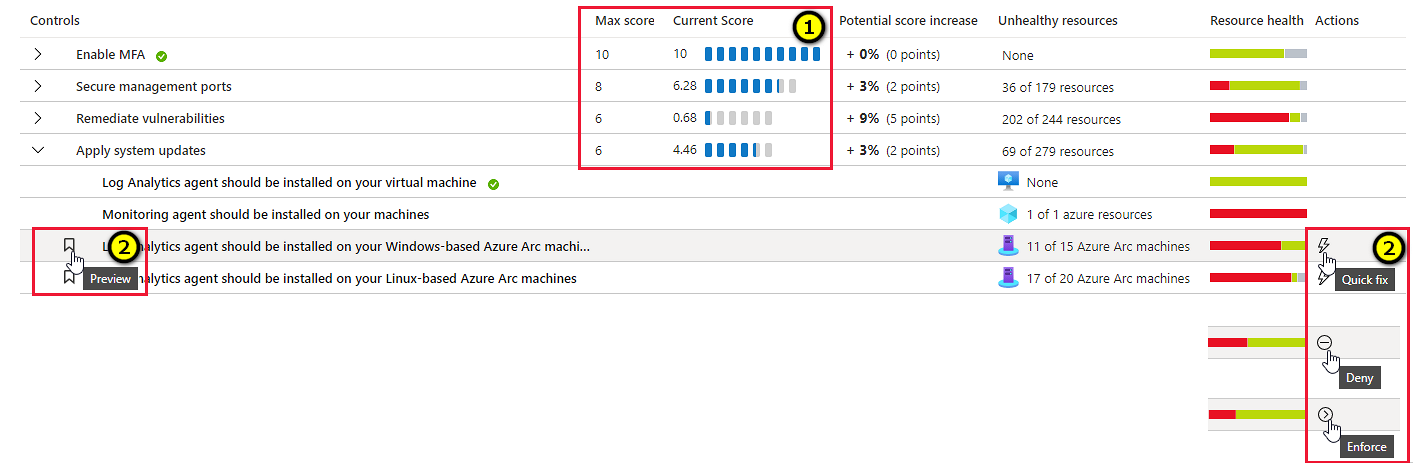 Controls Max score Current Score 1 Potential score increase Unhealthy resources Resource health Actions
Enable MFA 10 10 + 0% (0 points) None
Secure management ports 8 6.28 + 3% (2 points) 36 of 179 resources
Remediate vulnerabilities 6 0.68 + 9% (5 points) 202 of 244 resources
Apply system updates 6 4.46 + 3% (2 points) 69 of 279 resources
Log Analytics agent should be installed on your virtual machine None
Monitoring agent should be installed on your machines 1 of 1 azure resources
2 agent should be installed on your Windows-based Azure Arc machi... 11 of 15 Azure Arc machines 2
Preview agent should be installed on your Linux-based Azure Arc machines 17 of 20 Azure Arc machines Quick fix
Deny
Enforce